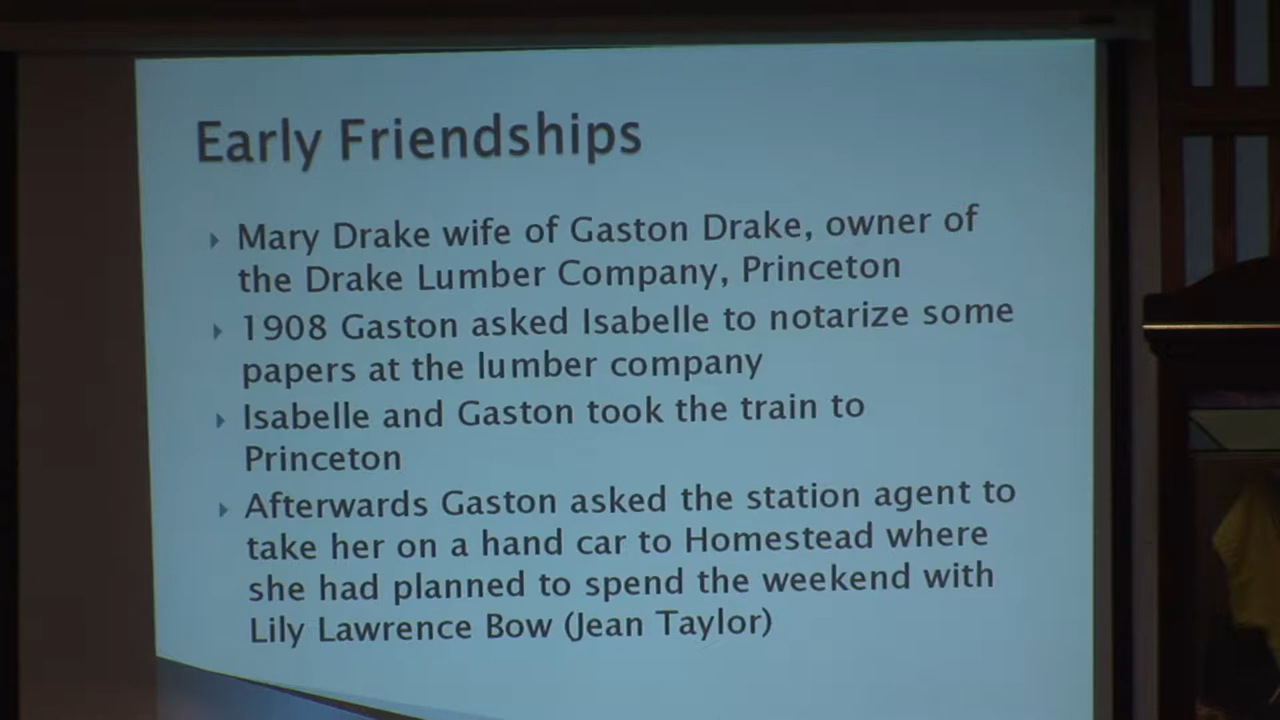 Early Friendships
Mary Drake wife of Gaston Drake, owner of
the Drake Lumber Company, Princeton
1908 Gaston asked Isabelle to notarize some
papers at the lumber company
Isabelle and Gaston took the train to
Princeton
Afterwards Gaston asked the station agent to
take her on a hand car to Homestead where
she had planned to spend the weekend with
Lily Lawrence Bow (Jean Taylor)